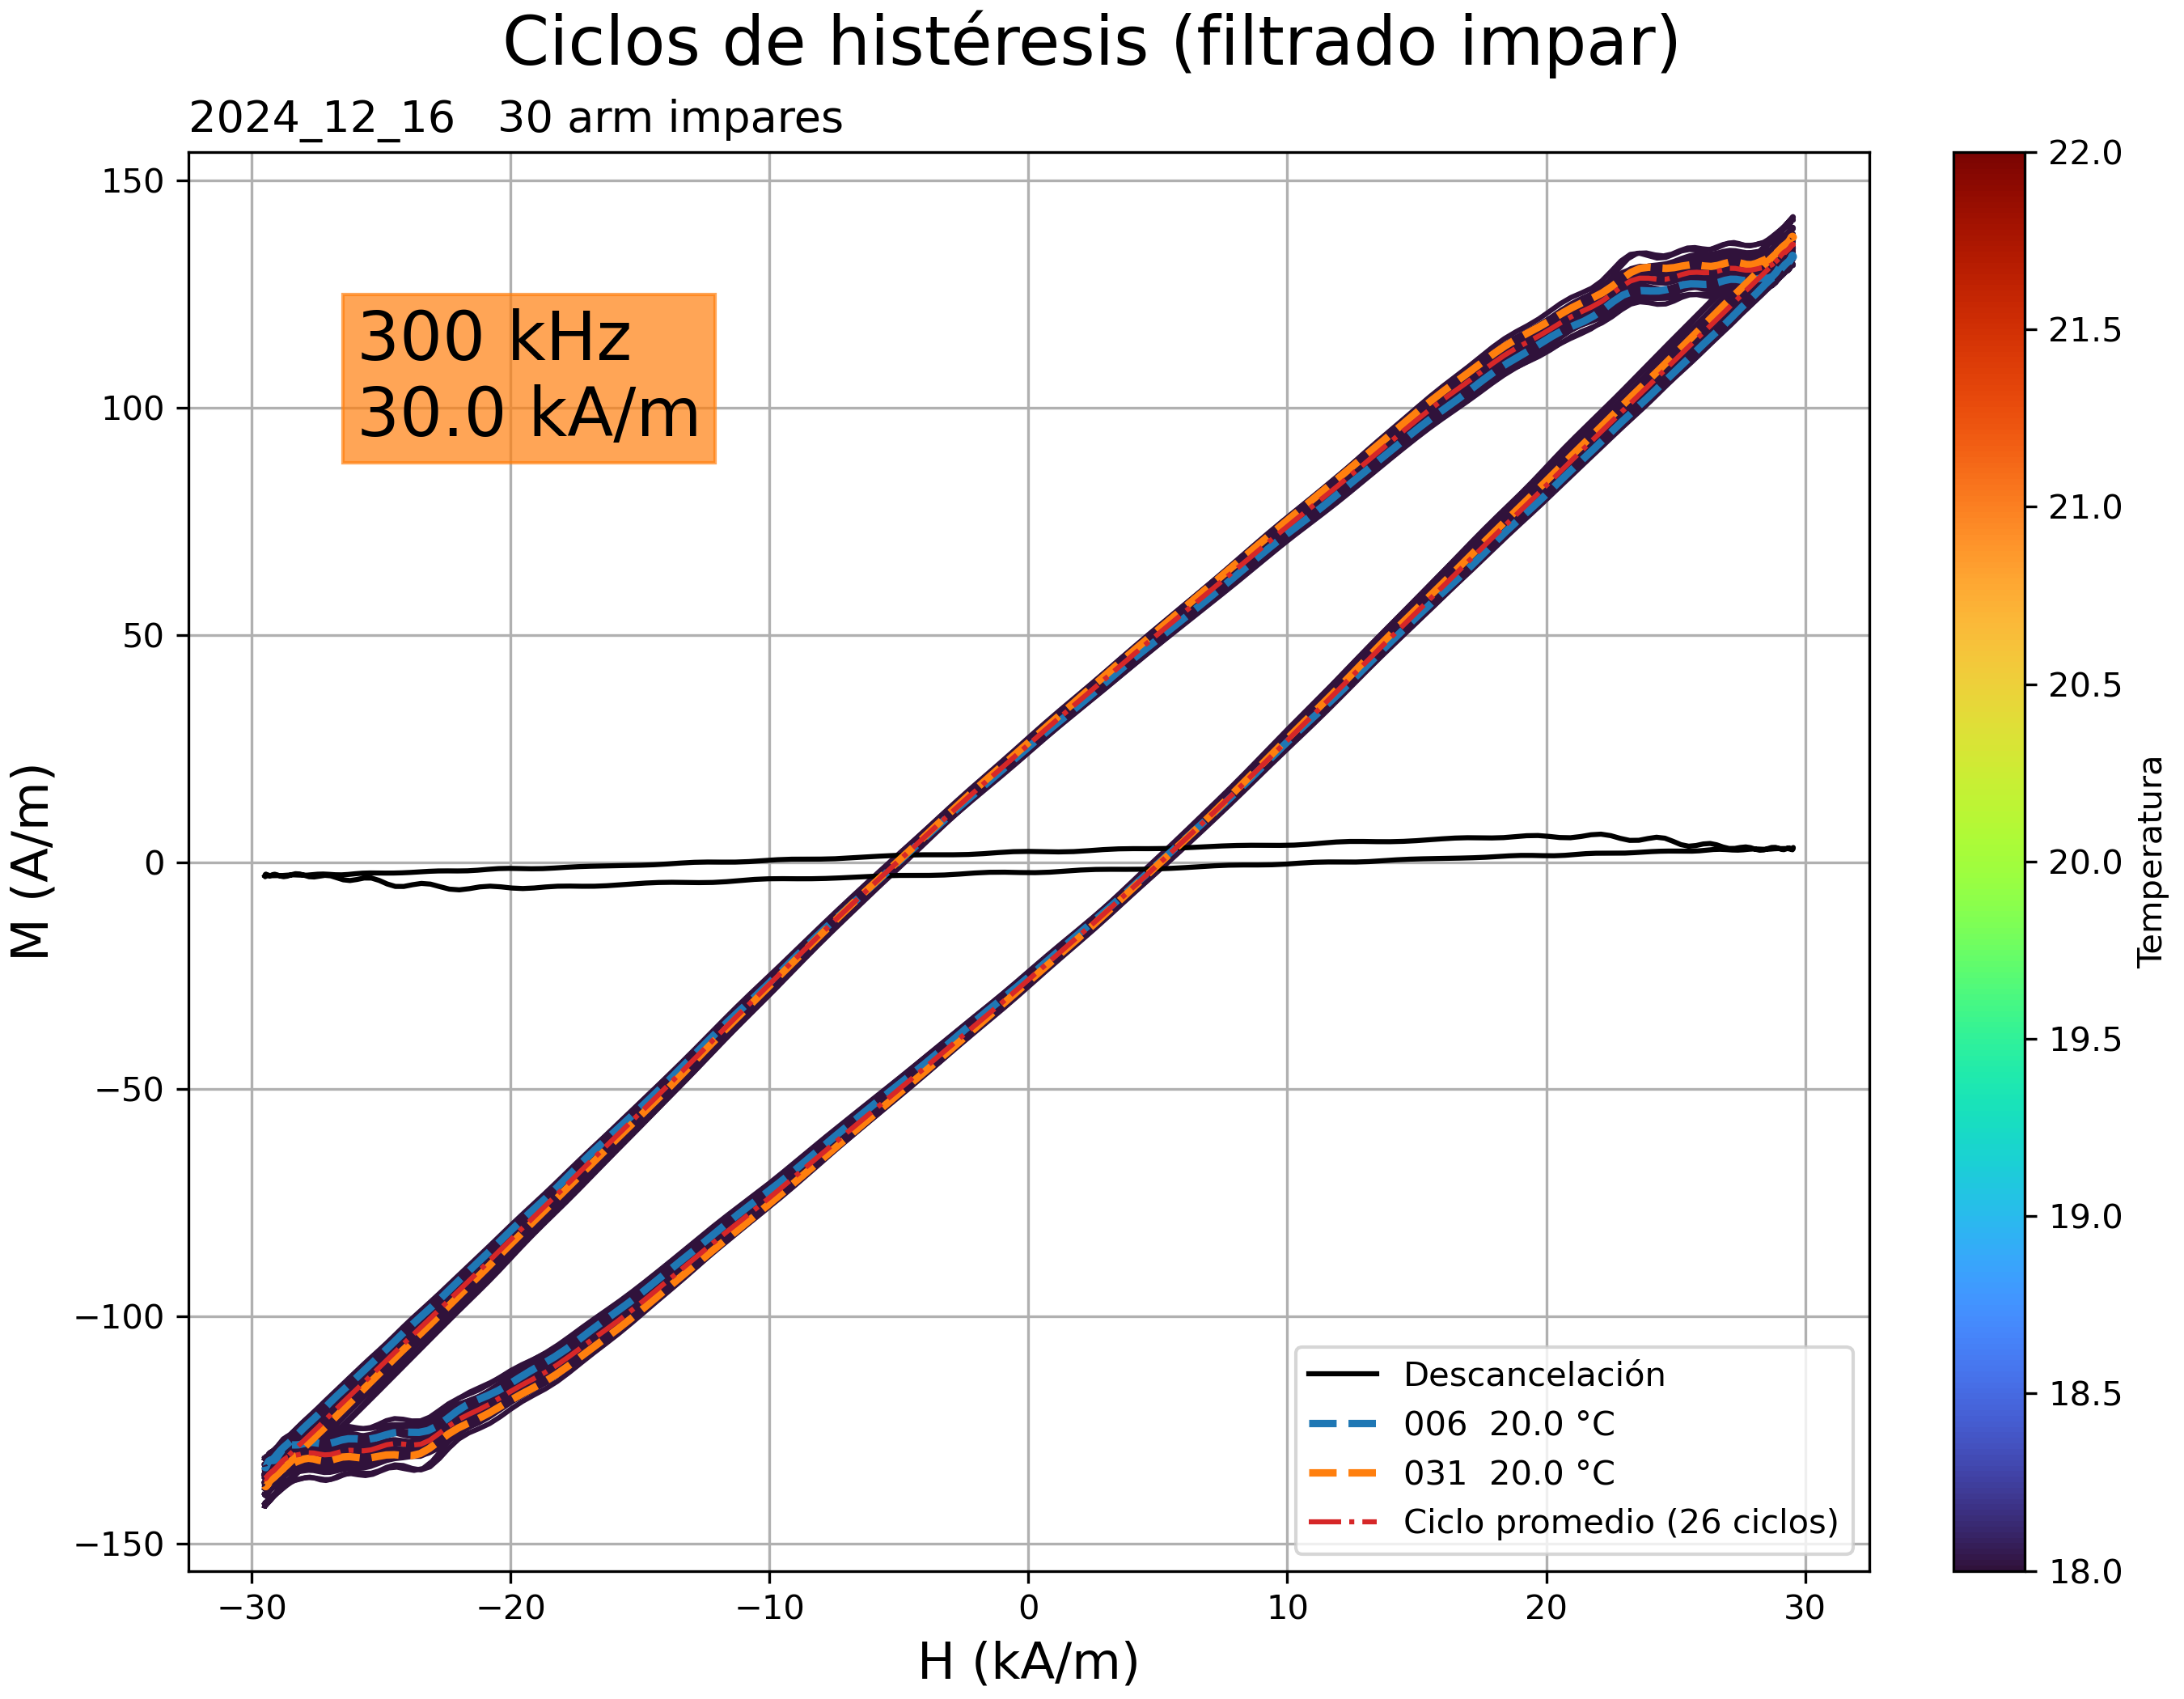 Ciclos de histéresis (filtrado impar)
2024_12_16   30 arm impares
300 kHz
30.0 kA/m
M (A/m)
150
100
50
0
−50
−100
−150
−30
−20
−10
0
10
20
30
H (kA/m)
Descancelación
006  20.0 °C
031  20.0 °C
Ciclo promedio (26 ciclos)
22.0
21.5
21.0
20.5
20.0
19.5
19.0
18.5
18.0
Temperatura